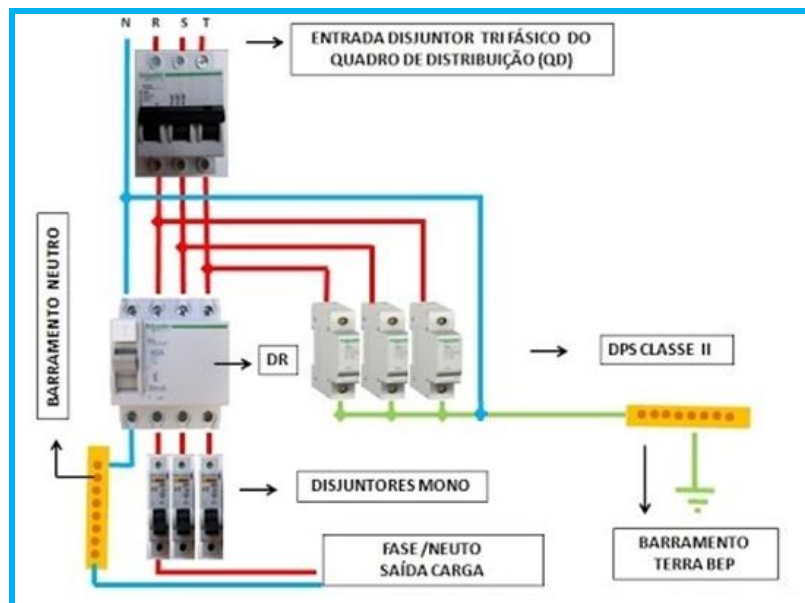 N R S T
ENTRADA DISJUNTOR TRI FÁSICO DO
QUADRO DE DISTRIBUIÇÃO (QD)
BARRAMENTO NEUTRO
DR
DPS CLASSE II
DISJUNTORES MONO
FASE /NEUTO
SAÍDA CARGA
BARRAMENTO
TERRA BEP